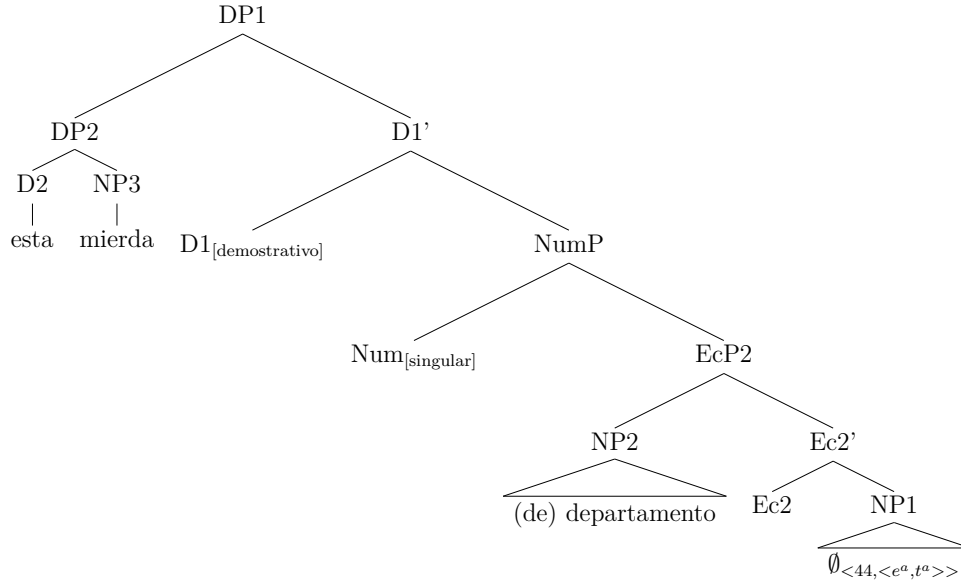 DP1
DP2 D1’
D2 NP3
esta mierda D1[demostrativo] NumP
Num[singular] EcP2
NP2 Ec2’
(de) departamento Ec2 NP1
∅<44,<e^a,t^a>>